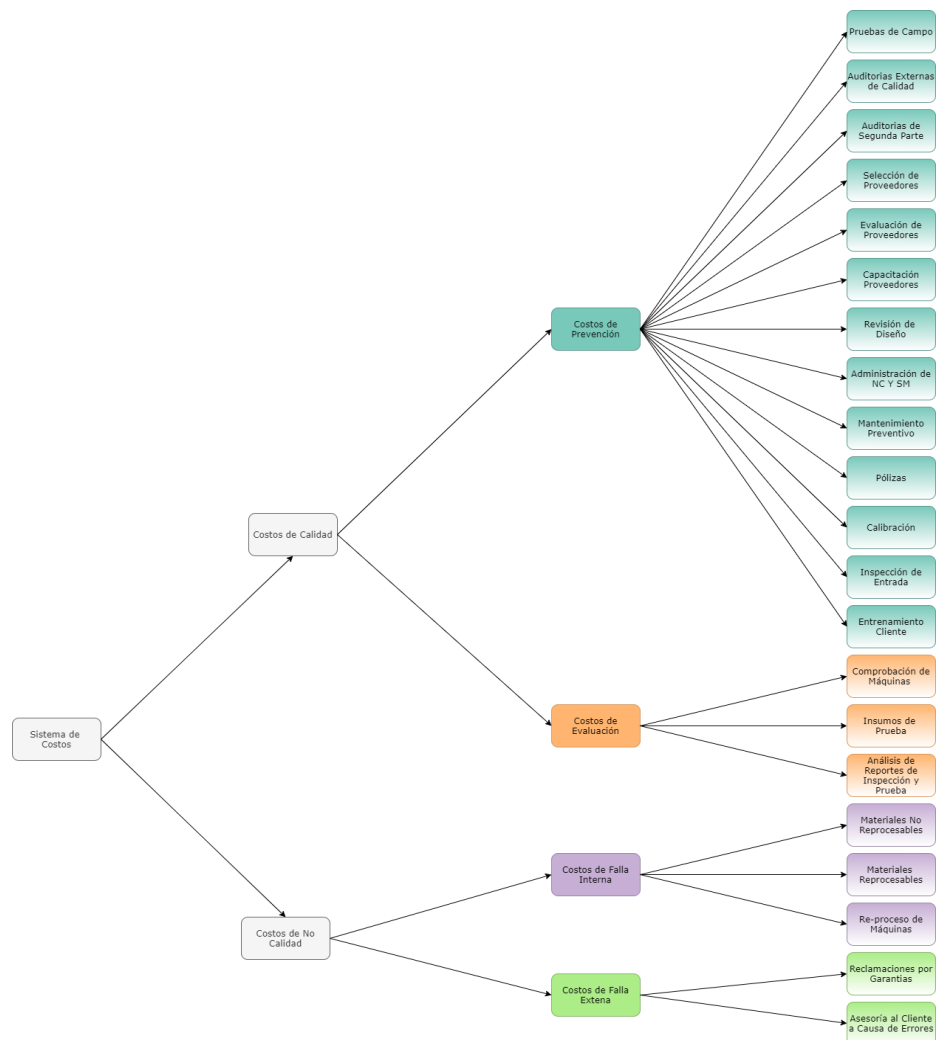 Pruebas de Campo
Auditorias Externas
de Calidad
Auditorias de
Segunda Parte
Selección de
Proveedores
Evaluación de
Proveedores
Capacitación
Proveedores
Costos de
Prevención
Revisión de
Diseño
Administración de
NC Y SM
Mantenimiento
Preventivo
Pólizas
Costos de Calidad
Calibración
Inspección de
Entrada
Entrenamiento
Cliente
Comprobación de
Máquinas
Sistema de
Costos
Costos de
Evaluación
Insumos de
Prueba
Análisis de
Reportes de
Inspección y
Prueba
Materiales No
Reprocesables
Costos de Falla
Interna
Materiales
Reprocesables
Costos de No
Calidad
Re-proceso de
Máquinas
Reclamaciones por
Garantias
Costos de Falla
Extena
Asesoría al Cliente
a Causa de Errores